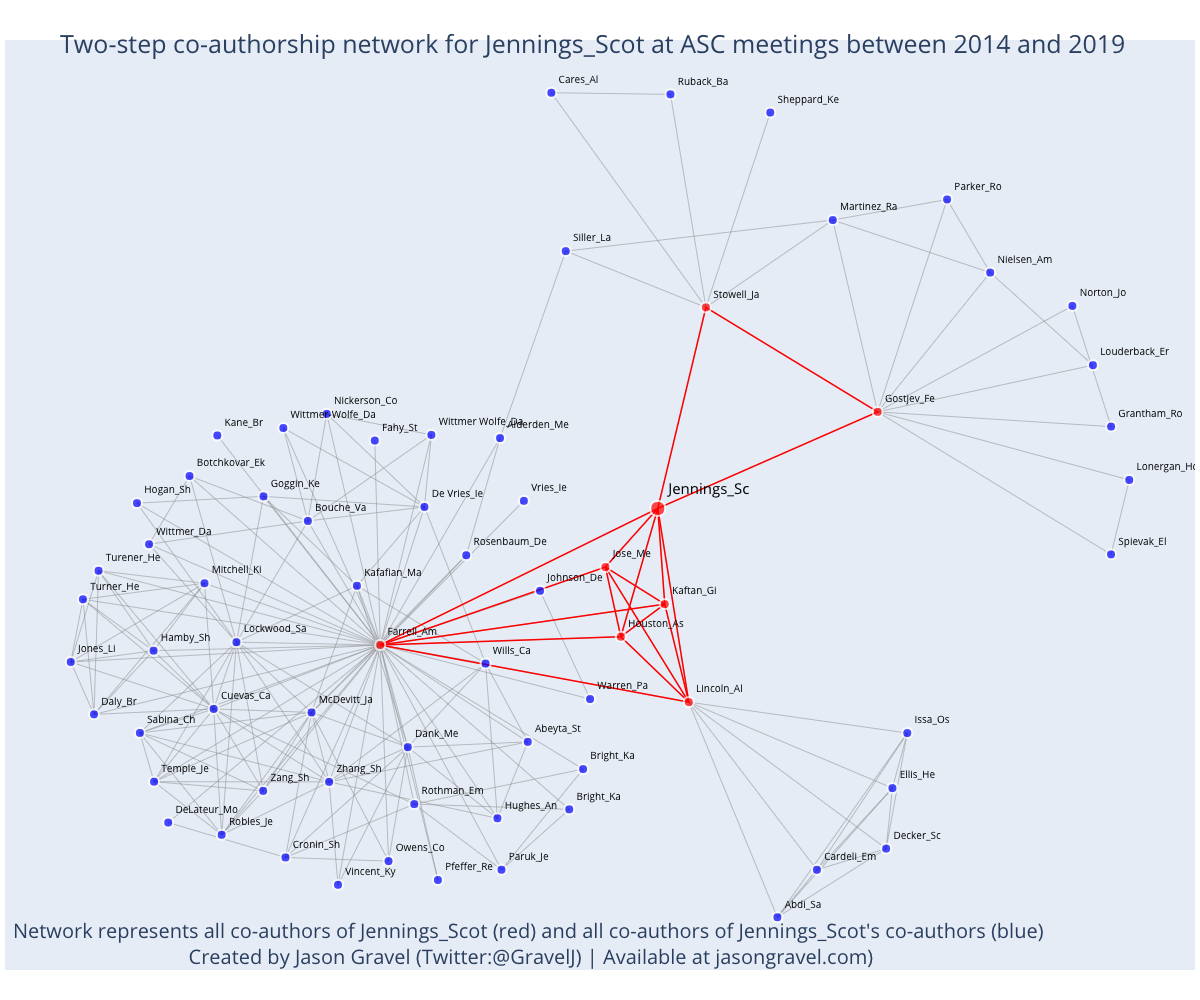 Two-step co-authorship network for Jennings_Scot at ASC meetings between 2014 and 2019
Cares_Al
Ruback_Ba
Sheppard_Ke
Parker_Ro
Martinez_Ra
Siller_La
Nielsen_Am
Stowell_Ja
Norton_Jo
Louderback_Er
Gostjev_Fe
Nickerson_Co
Grantham_Ro
Kane_Br
Wittmer_Wolfe_Da
Fahy_St
Wittmer Wolfe_Da
Alderden_Me
Botchkovar_Ek
Lonergan_Ho
Goggin_Ke
Hogan_Sh
De Vries_Ie
Vries_Ie
Jennings_Sc
Bouche_Va
Wittmer_Da
Rosenbaum_De
Spievak_El
Turener_He
Jose_Me
Mitchell_Ki
Kafafian_Ma
Johnson_De
Turner_He
Kaftan_Gi
Lockwood_Sa
Farrell_Am
Houston_As
Hamby_Sh
Jones_Li
Wills_Ca
Cuevas_Ca
McDevitt_Ja
Warren_Pa
Lincoln_Al
Daly_Br
Sabina_Ch
Dank_Me
Abeyta_St
Issa_Os
Temple_Je
Zang_Sh
Zhang_Sh
Bright_Ka
Ellis_He
DeLateur_Mo
Rothman_Em
Hughes_An
Bright_Ka
Robles_Je
Decker_Sc
Cronin_Sh
Owens_Co
Paruk_Je
Cardeli_Em
Vincent_Ky
Pfeffer_Re
Abdi_Sa
Network represents all co-authors of Jennings_Scot (red) and all co-authors of Jennings_Scot's co-authors (blue)
Created by Jason Gravel (Twitter:@GravelJ) | Available at jasongravel.com)